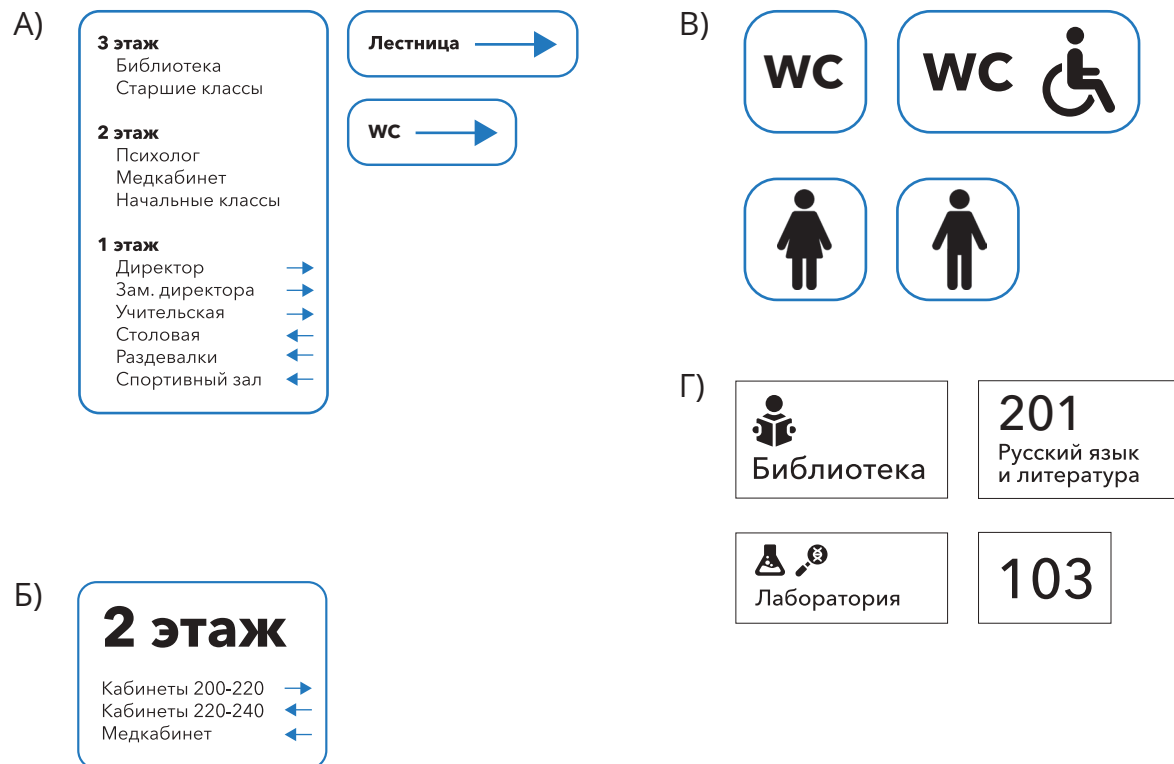 А)
3 этаж
Библиотека
Старшие классы
2 этаж
Психолог
Медкабинет
Начальные классы
1 этаж
Директор
Зам. директора
Учительская
Столовая
Раздевалки
Спортивный зал
Лестница
WC
Б)
2 этаж
Кабинеты 200-220
Кабинеты 220-240
Медкабинет
В)
WC
WC
Г)
Библиотека
201
Русский язык
и литература
Лаборатория
103